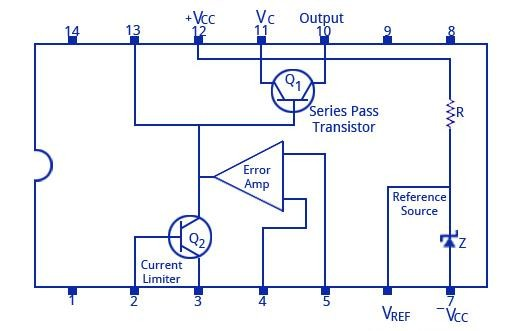 +VCC VC Output
14 13 12 11 10 9 8
Q1
Series Pass
Transistor
R
Error
Amp
Reference
Source
Q2
Z
Current
Limiter
1 2 3 4 5 7
VREF -VCC